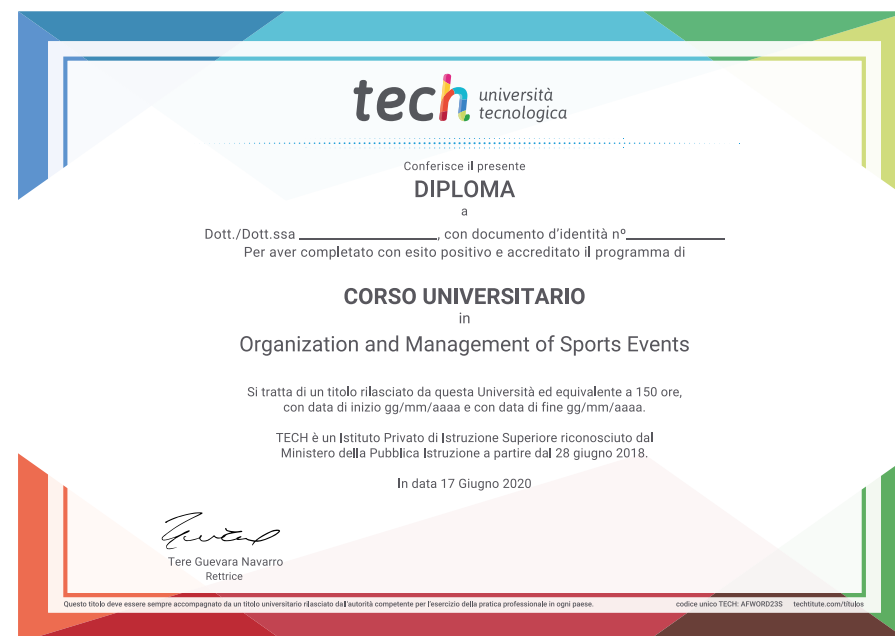 tech università
tecnologica
Conferisce il presente
DIPLOMA
a
Dott./Dott.ssa ________________, con documento d'identità nº____________
Per aver completato con esito positivo e accreditato il programma di
CORSO UNIVERSITARIO
in
Organization and Management of Sports Events
Si tratta di un titolo rilasciato da questa Università ed equivalente a 150 ore,
con data di inizio gg/mm/aaaa e con data di fine gg/mm/aaaa.
TECH è un Istituto Privato di Istruzione Superiore riconosciuto dal
Ministero della Pubblica Istruzione a partire dal 28 giugno 2018.
In data 17 Giugno 2020
Tere Guevara Navarro
Rettrice
Questo titolo deve essere sempre accompagnato da un titolo universitario rilasciato dall'autorità competente per l'esercizio della pratica professionale in ogni paese. codice unico TECH: AFWORD23S techtitute.com/titulos